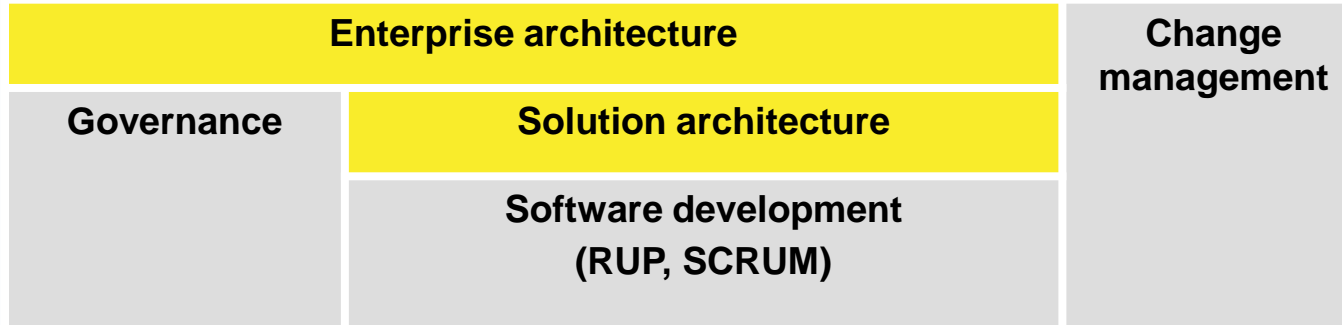 Enterprise architecture
Change
management
Governance
Solution architecture
Software development
(RUP, SCRUM)